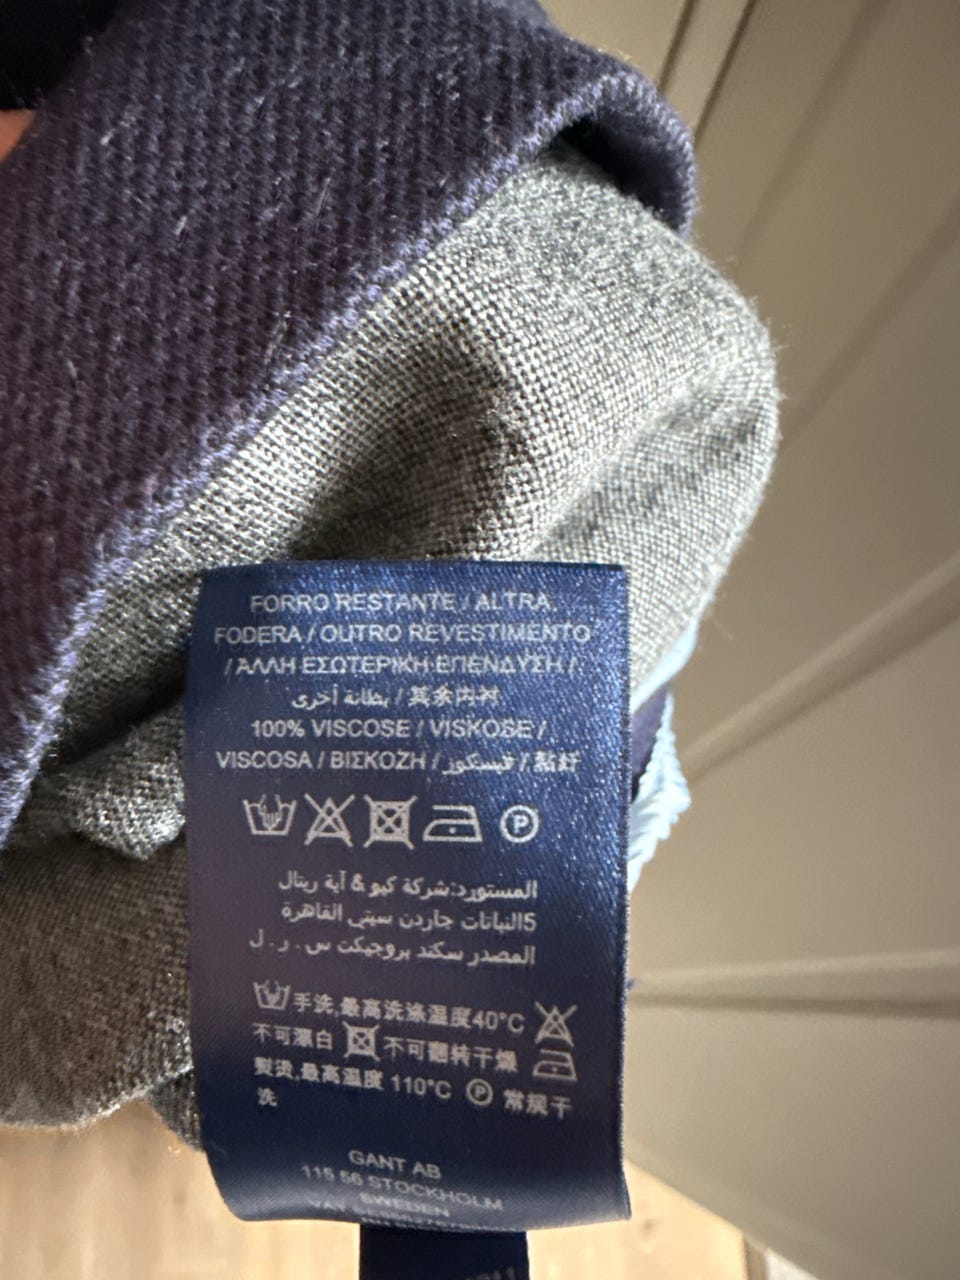 FORRO RESTANTE / ALTRA
FODERA / OUTRO REVESTIMENTO
/ ΆΛΛΗ ΕΣΩΤΕΡΙΚΗ ΕΠΕΝΔΥΣΗ /
بطانة أخرى / 其余内衬
100% VISCOSE / VISKOSE /
VISCOSA / ΒΙΣΚΟΖΗ / فيسكوز / 黏纤
P
المستورد:شركة كيو & آية ريتال
5النباتات جاردن سيتي القاهرة
المصدر سكند بروجيكت س . ر . ل
手洗,最高洗涤温度40°C
不可漂白 不可翻转干燥
熨烫,最高温度 110°C P 常规干
洗
GANT AB
115 56 STOCKHOLM
SWEDEN